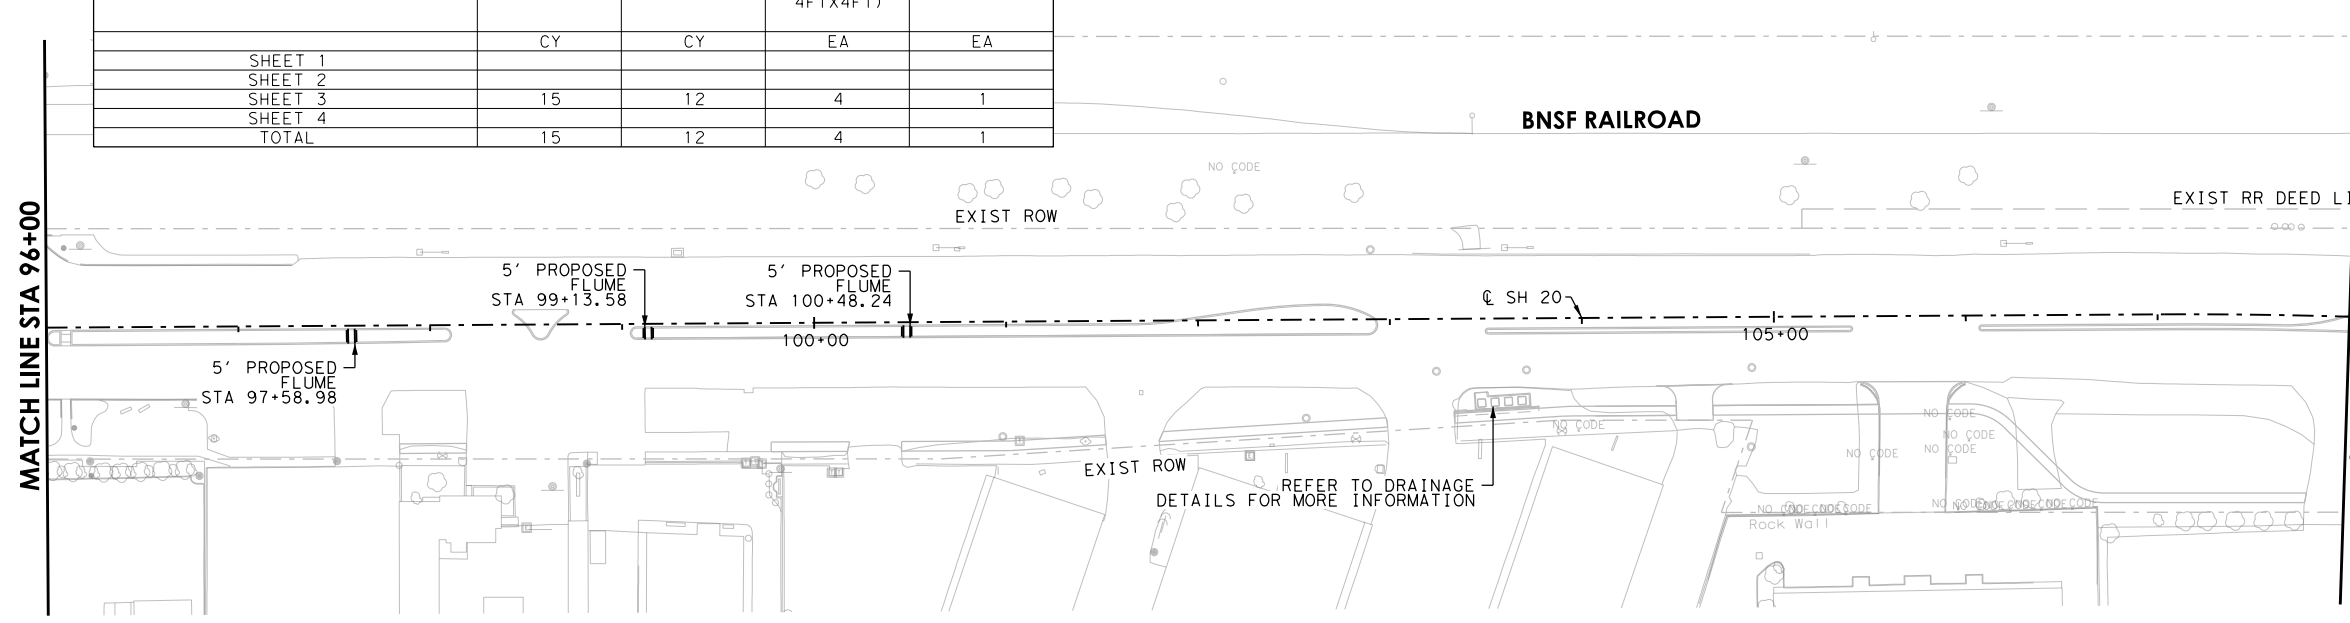 4FTX4FT)
CY CY EA EA
SHEET 1
SHEET 2
SHEET 3 15 12 4 1
SHEET 4
TOTAL 15 12 4 1
BNSF RAILROAD
NO CODE
EXIST ROW
EXIST RR DEED LI
MATCH LINE STA 96+00
5' PROPOSED
FLUME
STA 99+13.58
5' PROPOSED
FLUME
STA 100+48.24
℄ SH 20
100+00
105+00
5' PROPOSED
FLUME
STA 97+58.98
NO CODE
NO CODE
NO CODE
NO CODE
NO CODE
EXIST ROW
REFER TO DRAINAGE
DETAILS FOR MORE INFORMATION
Rock Wall